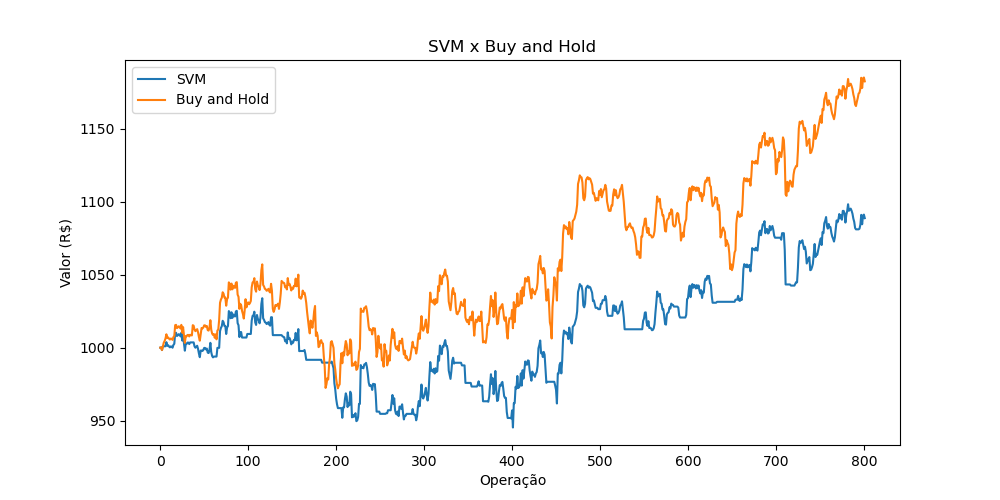 SVM x Buy and Hold
SVM
Buy and Hold
Valor (R$)
1150
1100
1050
1000
950
0 100 200 300 400 500 600 700 800
Operação